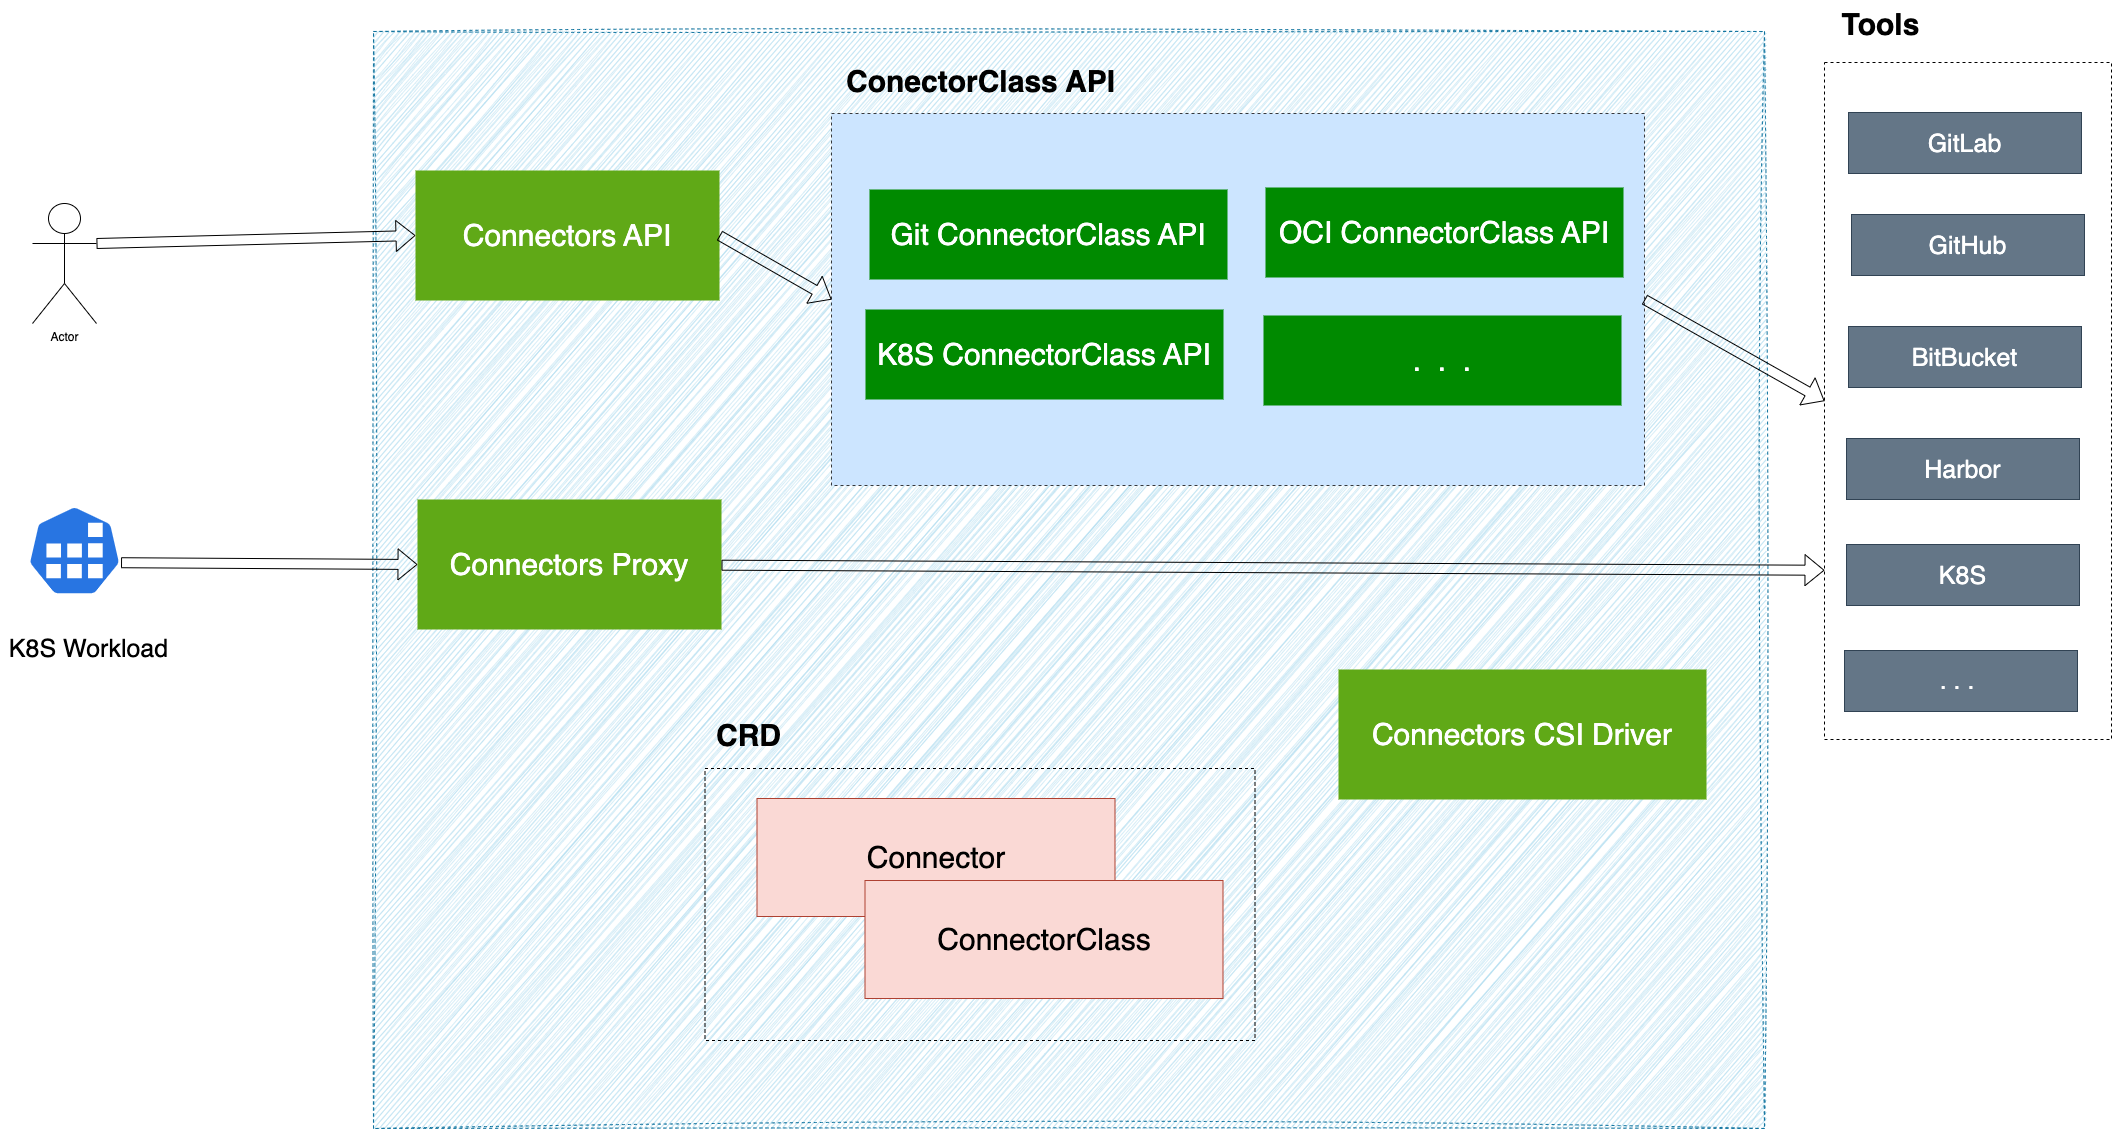 Tools
ConectorClass API
GitLab
GitHub
BitBucket
Harbor
K8S
. . .
Actor
Connectors API
Git ConnectorClass API
OCI ConnectorClass API
K8S ConnectorClass API
. . .
K8S Workload
Connectors Proxy
Connectors CSI Driver
CRD
Connector
ConnectorClass